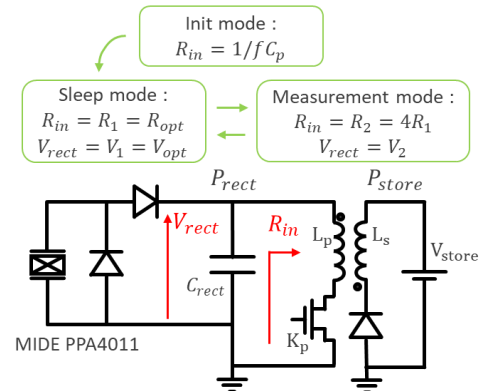 Init mode :
R_in = 1/fC_p
Sleep mode :
R_in = R_1 = R_opt
V_rect = V_1 = V_opt
Measurement mode :
R_in = R_2 = 4R_1
V_rect = V_2
P_rect
P_store
V_rect
R_in
L_p
L_s
V_store
C_rect
K_p
MIDE PPA4011